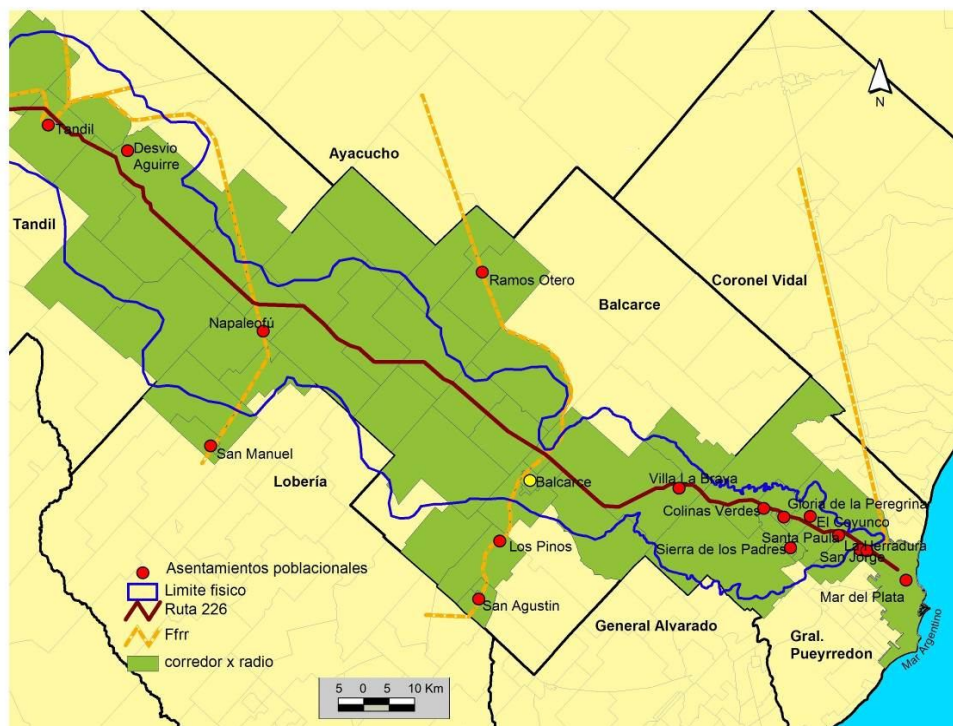 N
Tandil
Desvio
Aguirre
Ayacucho
Tandil
Ramos Otero
Coronel Vidal
Balcarce
Napaleofú
San Manuel
Lobería
Balcarce
Villa La Brava
Colinas Verdes
Gloria de la Peregrina
El Coyunco
Santa Paula
La Herradura
Sierra de los Padres
San Jorge
Los Pinos
Mar del Plata
San Agustin
General Alvarado
Gral.
Pueyrredon
Mar Argentino
Asentamientos poblacionales
Limite fisico
Ruta 226
Ffrr
corredor x radio
5 0 5 10 Km